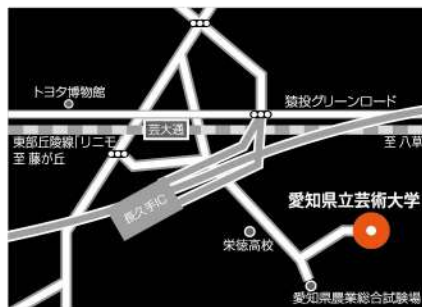 トヨタ博物館
猿投グリーンロード
芸大通
東部丘陵線「リニモ」
至 藤が丘
至 八草
長久手IC
愛知県立芸術大学
栄徳高校
愛知県農業総合試験場